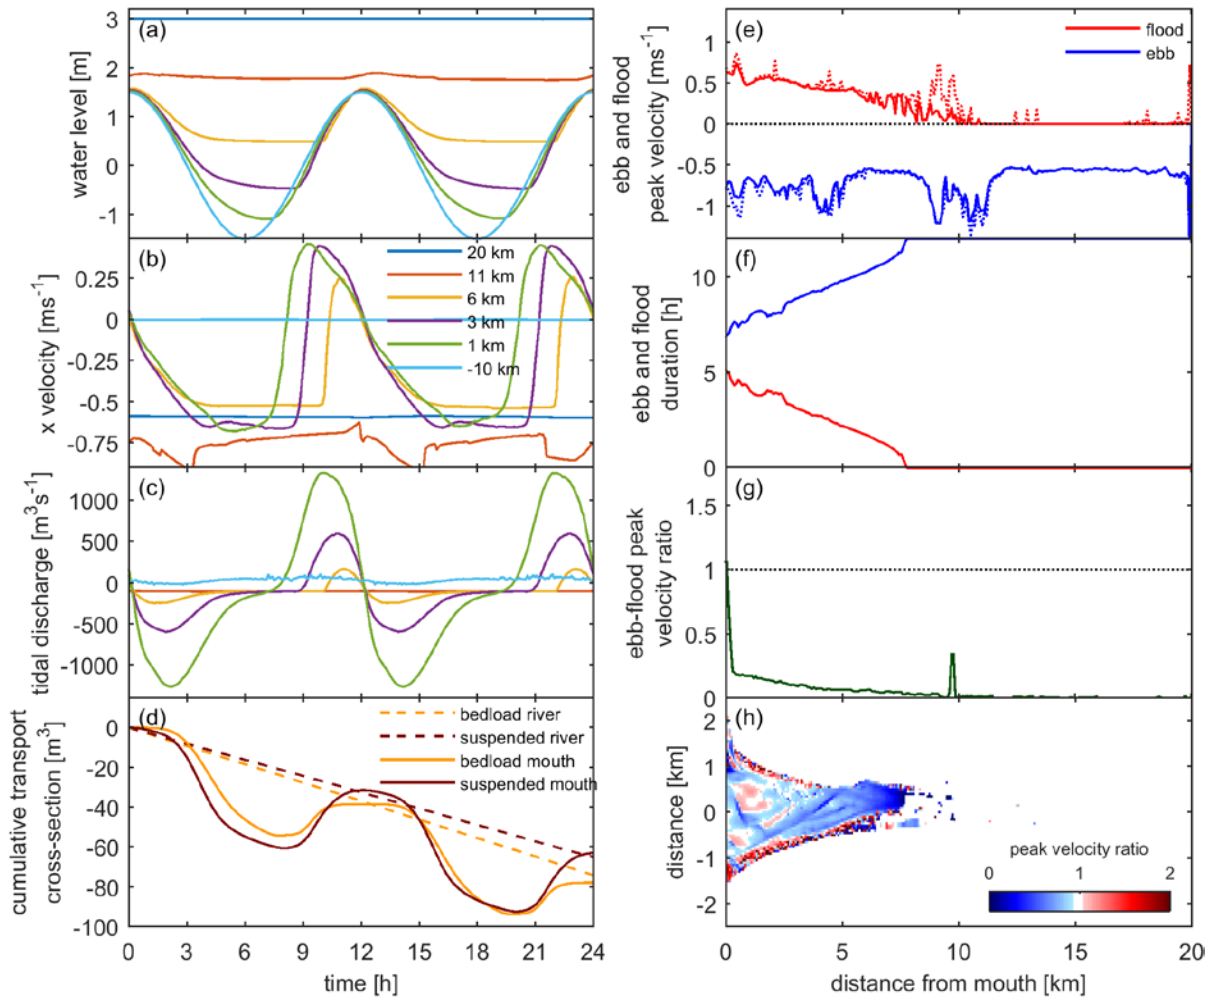 (a)
water level [m]
3
2
1
0
-1
(b)
x velocity [ms⁻¹]
0.25
0
-0.25
-0.5
-0.75
20 km
11 km
6 km
3 km
1 km
-10 km
(c)
tidal discharge [m³s⁻¹]
1000
500
0
-500
-1000
(d)
cumulative transport
cross-section [m³]
0
-20
-40
-60
-80
-100
bedload river
suspended river
bedload mouth
suspended mouth
0
3
6
9
12
15
18
21
24
time [h]
(e)
ebb and flood
peak velocity [ms⁻¹]
1
0.5
0
-0.5
-1
flood
ebb
(f)
ebb and flood
duration [h]
10
5
0
(g)
ebb-flood peak
velocity ratio
1.5
1
0.5
0
(h)
distance [km]
2
1
0
-1
-2
peak velocity ratio
0
1
2
0
5
10
15
20
distance from mouth [km]